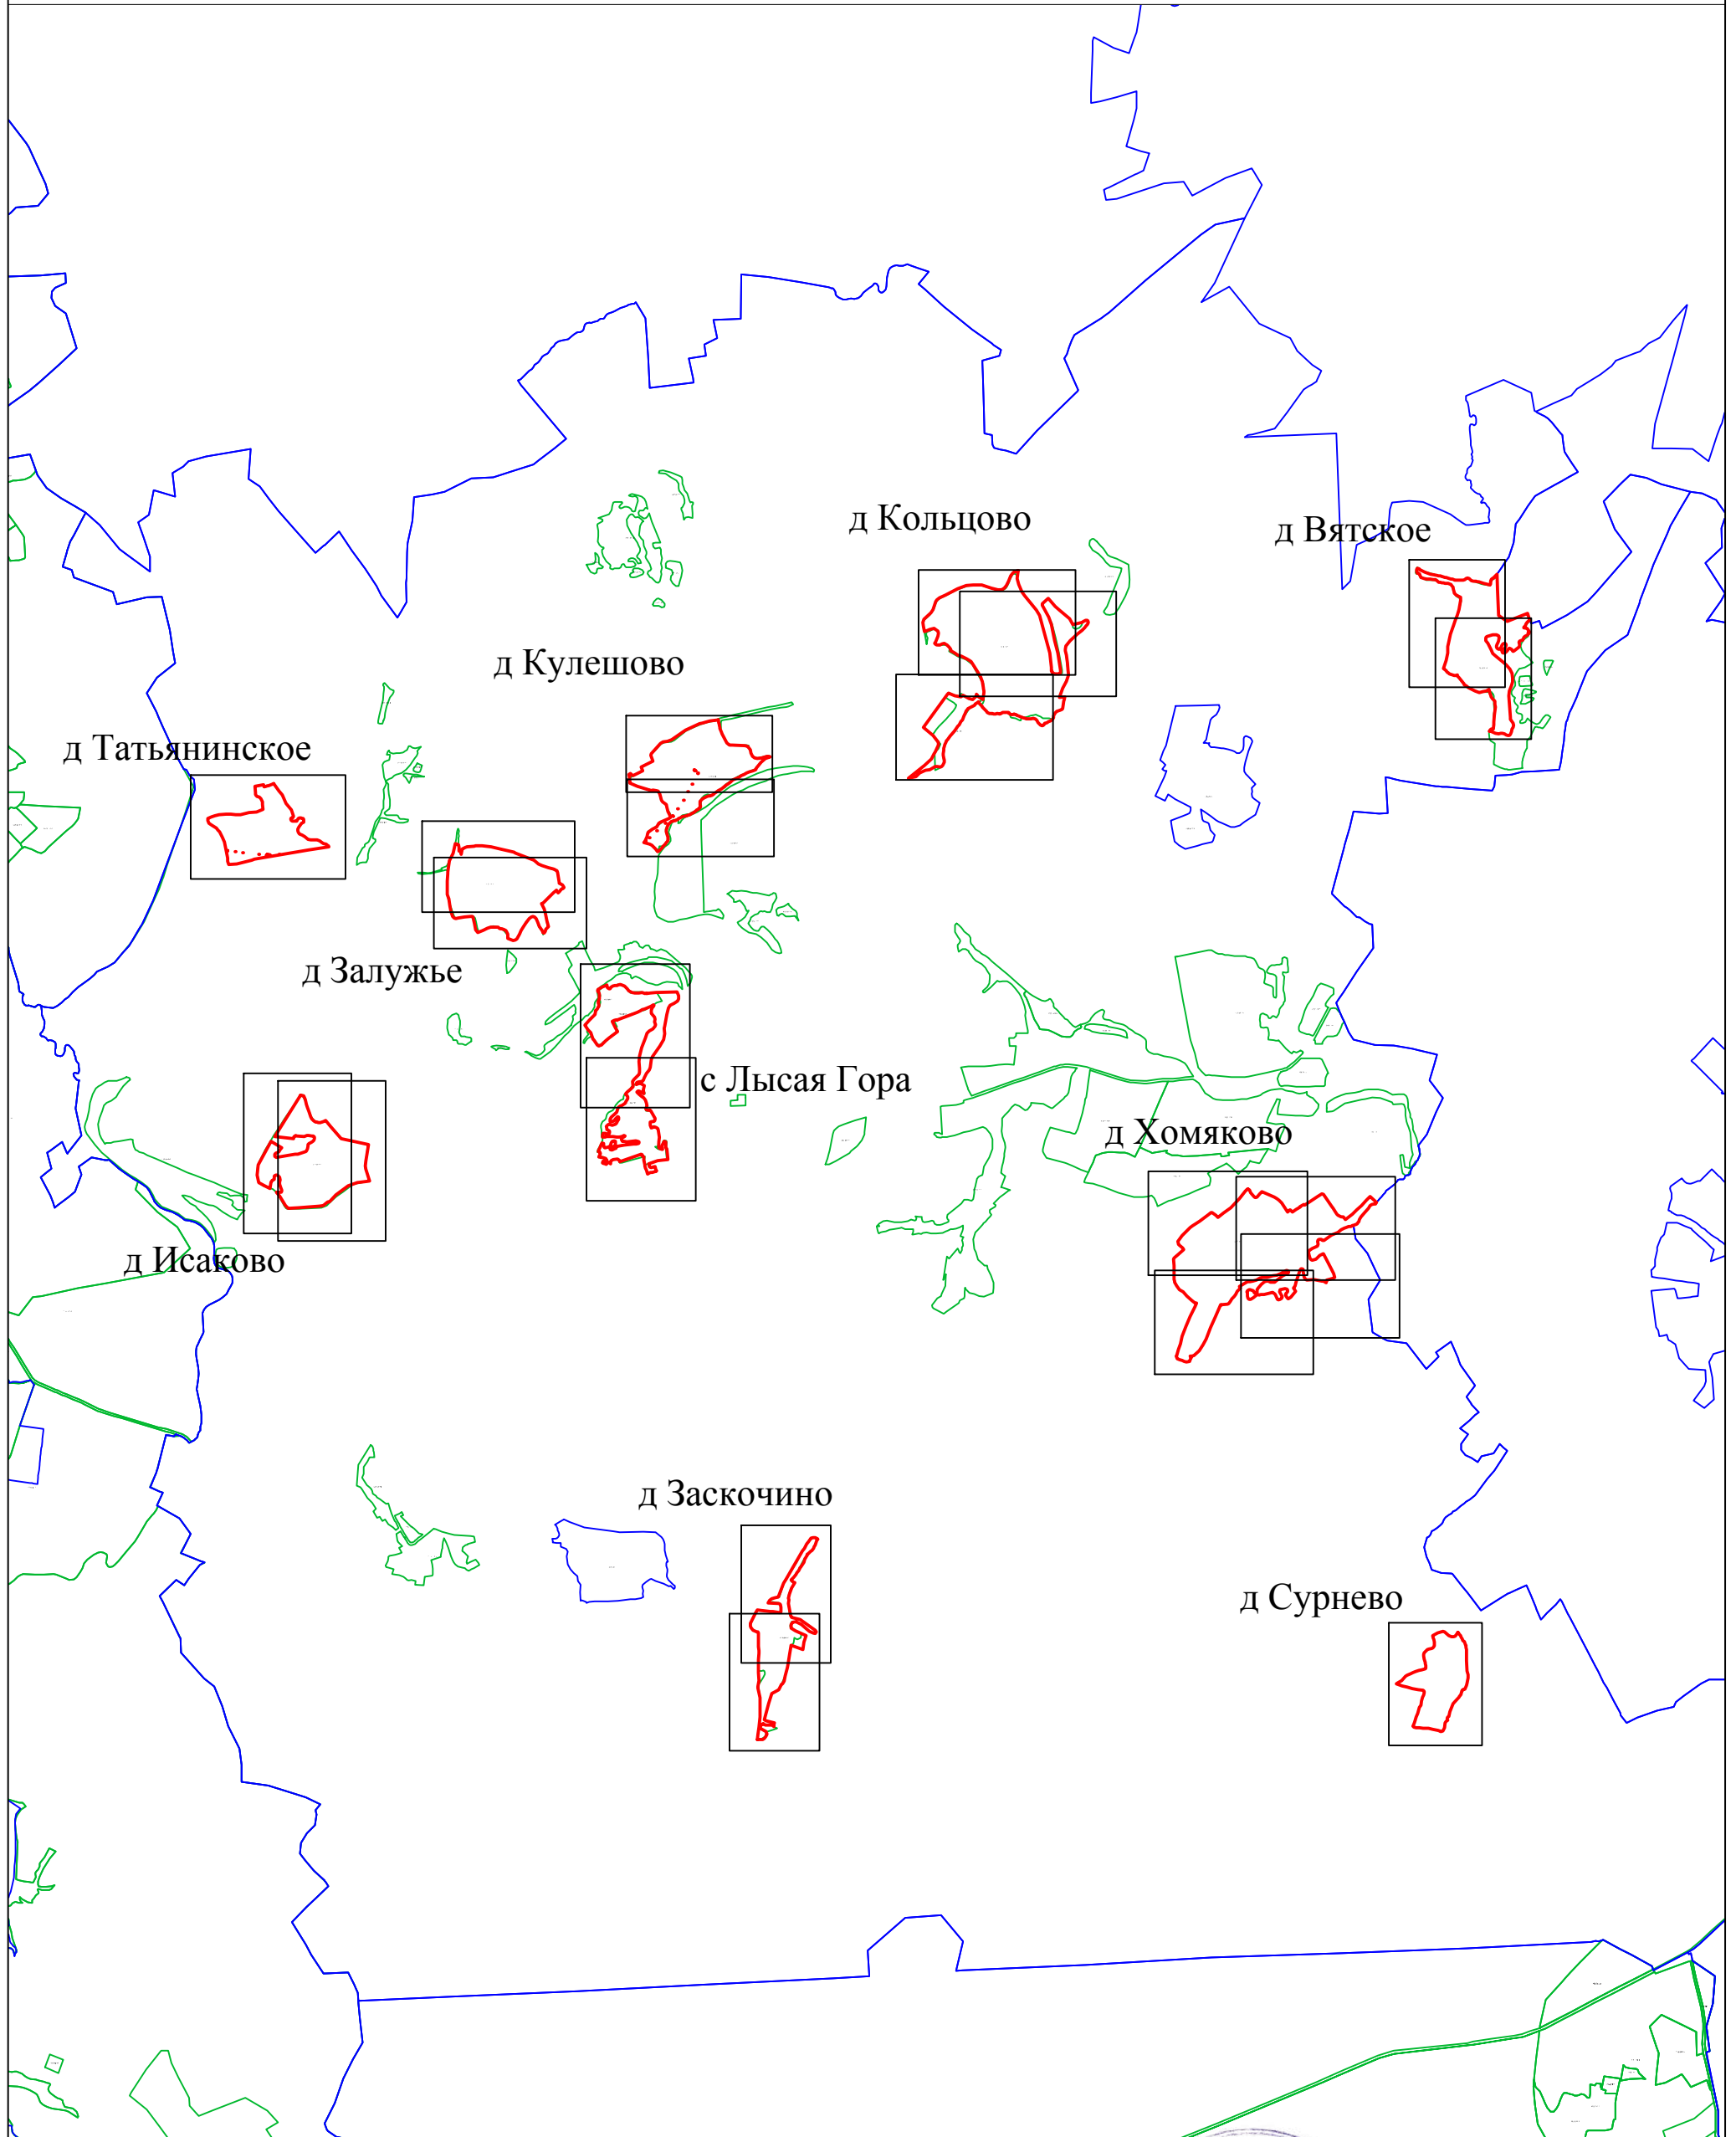 д Кольцово
д Вятское
д Кулешово
д Татьянинское
д Залужье
с Лысая Гора
д Хомяково
д Исаково
д Заскочино
д Сурнево